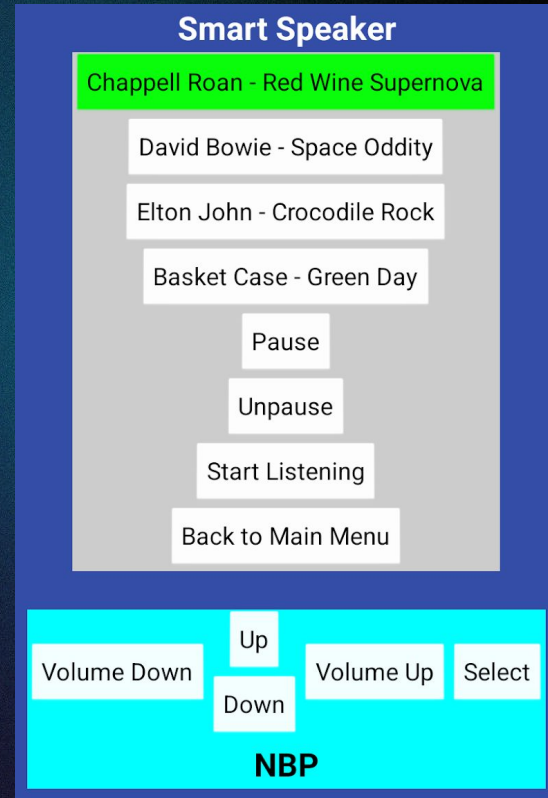 Smart Speaker
Chappell Roan - Red Wine Supernova
David Bowie - Space Oddity
Elton John - Crocodile Rock
Basket Case - Green Day
Pause
Unpause
Start Listening
Back to Main Menu
Up
Volume Down
Volume Up
Select
Down
NBP